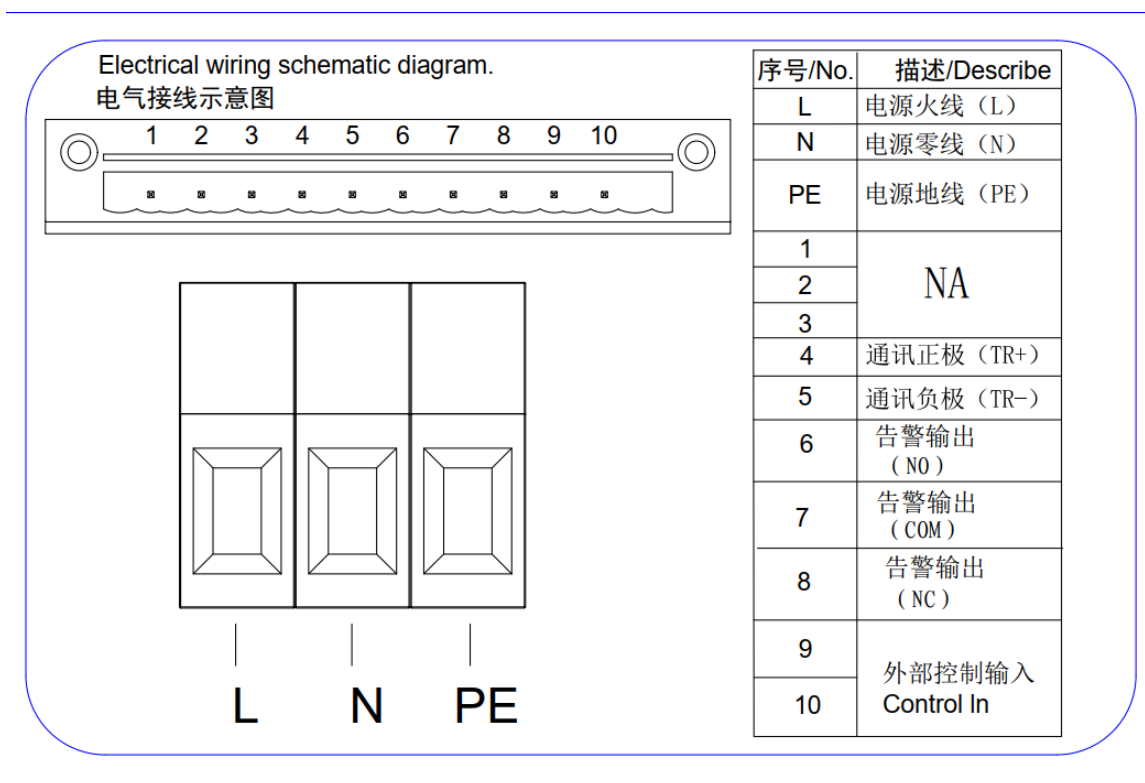 Electrical wiring schematic diagram.
电气接线示意图
1 2 3 4 5 6 7 8 9 10
L N PE
序号/No. 描述/Describe
L 电源火线（L）
N 电源零线（N）
PE 电源地线（PE）
1
2 NA
3
4 通讯正极（TR+）
5 通讯负极（TR-）
6 告警输出
（NO）
7 告警输出
（COM）
8 告警输出
（NC）
9
外部控制输入
10 Control In